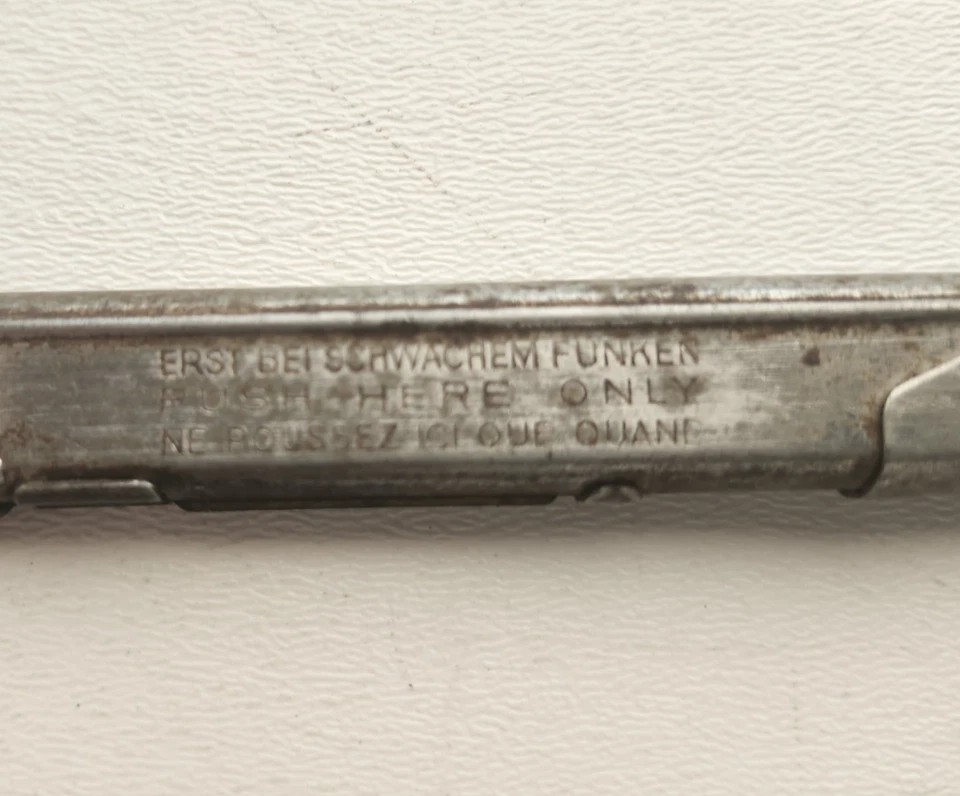 ERST BEI SCHWACHEM FUNKEN
PUSH HERE ONLY
NE POUSSEZ ICI QUE QUAND